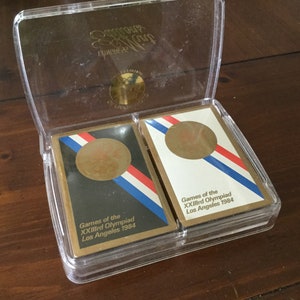 Games of the
XXIIIrd Olympiad
Los Angeles 1984
Games of the
XXIIIrd Olympiad
Los Angeles 1984